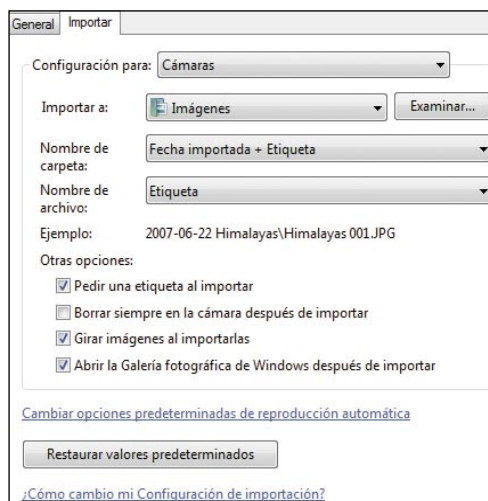 General Importar
Configuración para: Cámaras
Importar a: Imágenes Examinar...
Nombre de carpeta: Fecha importada + Etiqueta
Nombre de archivo: Etiqueta
Ejemplo: 2007-06-22 Himalayas\Himalayas 001.JPG
Otras opciones:
Pedir una etiqueta al importar
Borrar siempre en la cámara después de importar
Girar imágenes al importarlas
Abrir la Galería fotográfica de Windows después de importar
Cambiar opciones predeterminadas de reproducción automática
Restaurar valores predeterminados
¿Cómo cambio mi Configuración de importación?